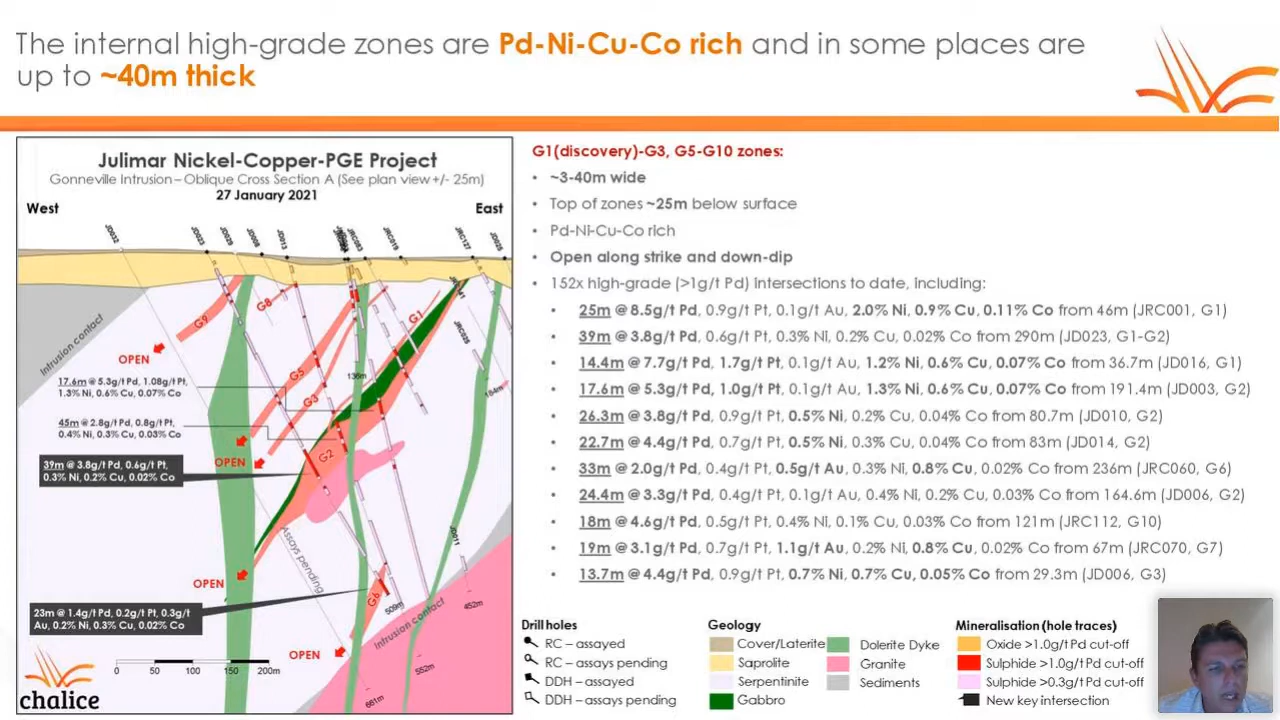 The internal high-grade zones are Pd-Ni-Cu-Co rich and in some places are
up to ~40m thick
Julimar Nickel-Copper-PGE Project
Gonneville Intrusion – Oblique Cross Section A (See plan view +/- 25m)
27 January 2021
West
East
JD032
JD033
JD029
JD008
JD013
JRC127
JD025
G9
G8
G1
G5
G3
G2
G6
Intrusion contact
JRC025
136m
184m
OPEN
17.6m @ 5.3g/t Pd, 1.08g/t Pt,
1.3% Ni, 0.6% Cu, 0.07% Co
45m @ 2.8g/t Pd, 0.8g/t Pt,
0.4% Ni, 0.3% Cu, 0.03% Co
OPEN
39m @ 3.8g/t Pd, 0.6g/t Pt,
0.3% Ni, 0.2% Cu, 0.02% Co
Assays pending
JD011
OPEN
23m @ 1.4g/t Pd, 0.2g/t Pt, 0.3g/t
Au, 0.2% Ni, 0.3% Cu, 0.02% Co
509m
452m
Intrusion contact
OPEN
552m
661m
0 50 100 150 200m
chalice
G1(discovery)-G3, G5-G10 zones:
• ~3-40m wide
• Top of zones ~25m below surface
• Pd-Ni-Cu-Co rich
• Open along strike and down-dip
• 152x high-grade (>1g/t Pd) intersections to date, including:
• 25m @ 8.5g/t Pd, 0.9g/t Pt, 0.1g/t Au, 2.0% Ni, 0.9% Cu, 0.11% Co from 46m (JRC001, G1)
• 39m @ 3.8g/t Pd, 0.6g/t Pt, 0.3% Ni, 0.2% Cu, 0.02% Co from 290m (JD023, G1-G2)
• 14.4m @ 7.7g/t Pd, 1.7g/t Pt, 0.1g/t Au, 1.2% Ni, 0.6% Cu, 0.07% Co from 36.7m (JD016, G1)
• 17.6m @ 5.3g/t Pd, 1.0g/t Pt, 0.1g/t Au, 1.3% Ni, 0.6% Cu, 0.07% Co from 191.4m (JD003, G2)
• 26.3m @ 3.8g/t Pd, 0.9g/t Pt, 0.5% Ni, 0.2% Cu, 0.04% Co from 80.7m (JD010, G2)
• 22.7m @ 4.4g/t Pd, 0.7g/t Pt, 0.5% Ni, 0.3% Cu, 0.04% Co from 83m (JD014, G2)
• 33m @ 2.0g/t Pd, 0.4g/t Pt, 0.5g/t Au, 0.3% Ni, 0.8% Cu, 0.02% Co from 236m (JRC060, G6)
• 24.4m @ 3.3g/t Pd, 0.4g/t Pt, 0.1g/t Au, 0.4% Ni, 0.2% Cu, 0.03% Co from 164.6m (JD006, G2)
• 18m @ 4.6g/t Pd, 0.5g/t Pt, 0.4% Ni, 0.1% Cu, 0.03% Co from 121m (JRC112, G10)
• 19m @ 3.1g/t Pd, 0.7g/t Pt, 1.1g/t Au, 0.2% Ni, 0.8% Cu, 0.02% Co from 67m (JRC070, G7)
• 13.7m @ 4.4g/t Pd, 0.9g/t Pt, 0.7% Ni, 0.7% Cu, 0.05% Co from 29.3m (JD006, G3)
Drill holes
RC – assayed
RC – assays pending
DDH – assayed
DDH – assays pending
Geology
Cover/Laterite
Saprolite
Serpentinite
Gabbro
Dolerite Dyke
Granite
Sediments
Mineralisation (hole traces)
Oxide >1.0g/t Pd cut-off
Sulphide >1.0g/t Pd cut-off
Sulphide >0.3g/t Pd cut-off
New key intersection